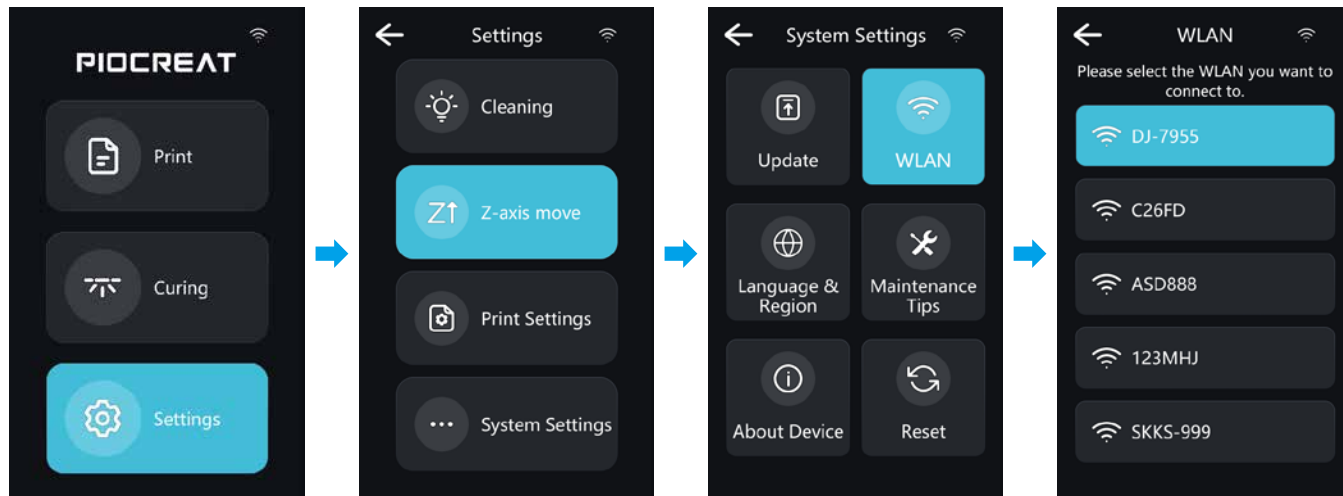 PIOCREAT
Print
Curing
Settings
Settings
Cleaning
Z↑ Z-axis move
Print Settings
System Settings
System Settings
Update
WLAN
Language &
Region
Maintenance
Tips
About Device
Reset
WLAN
Please select the WLAN you want to
connect to.
DJ-7955
C26FD
ASD888
123MHJ
SKKS-999